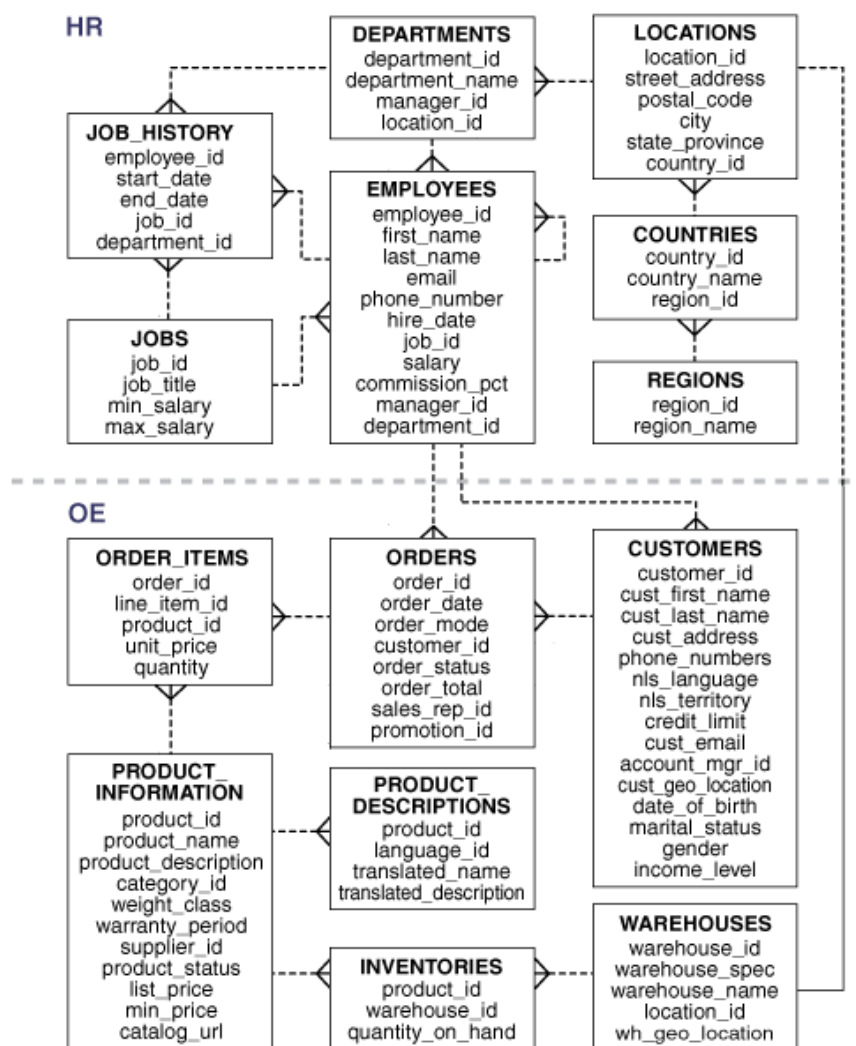 HR
DEPARTMENTS
department_id
department_name
manager_id
location_id
LOCATIONS
location_id
street_address
postal_code
city
state_province
country_id
JOB_HISTORY
employee_id
start_date
end_date
job_id
department_id
EMPLOYEES
employee_id
first_name
last_name
email
phone_number
hire_date
job_id
salary
commission_pct
manager_id
department_id
COUNTRIES
country_id
country_name
region_id
JOBS
job_id
job_title
min_salary
max_salary
REGIONS
region_id
region_name
OE
ORDER_ITEMS
order_id
line_item_id
product_id
unit_price
quantity
ORDERS
order_id
order_date
order_mode
customer_id
order_status
order_total
sales_rep_id
promotion_id
CUSTOMERS
customer_id
cust_first_name
cust_last_name
cust_address
phone_numbers
nls_language
nls_territory
credit_limit
cust_email
account_mgr_id
cust_geo_location
date_of_birth
marital_status
gender
income_level
PRODUCT_
INFORMATION
product_id
product_name
product_description
category_id
weight_class
warranty_period
supplier_id
product_status
list_price
min_price
catalog_url
PRODUCT_
DESCRIPTIONS
product_id
language_id
translated_name
translated_description
INVENTORIES
product_id
warehouse_id
quantity_on_hand
WAREHOUSES
warehouse_id
warehouse_spec
warehouse_name
location_id
wh_geo_location